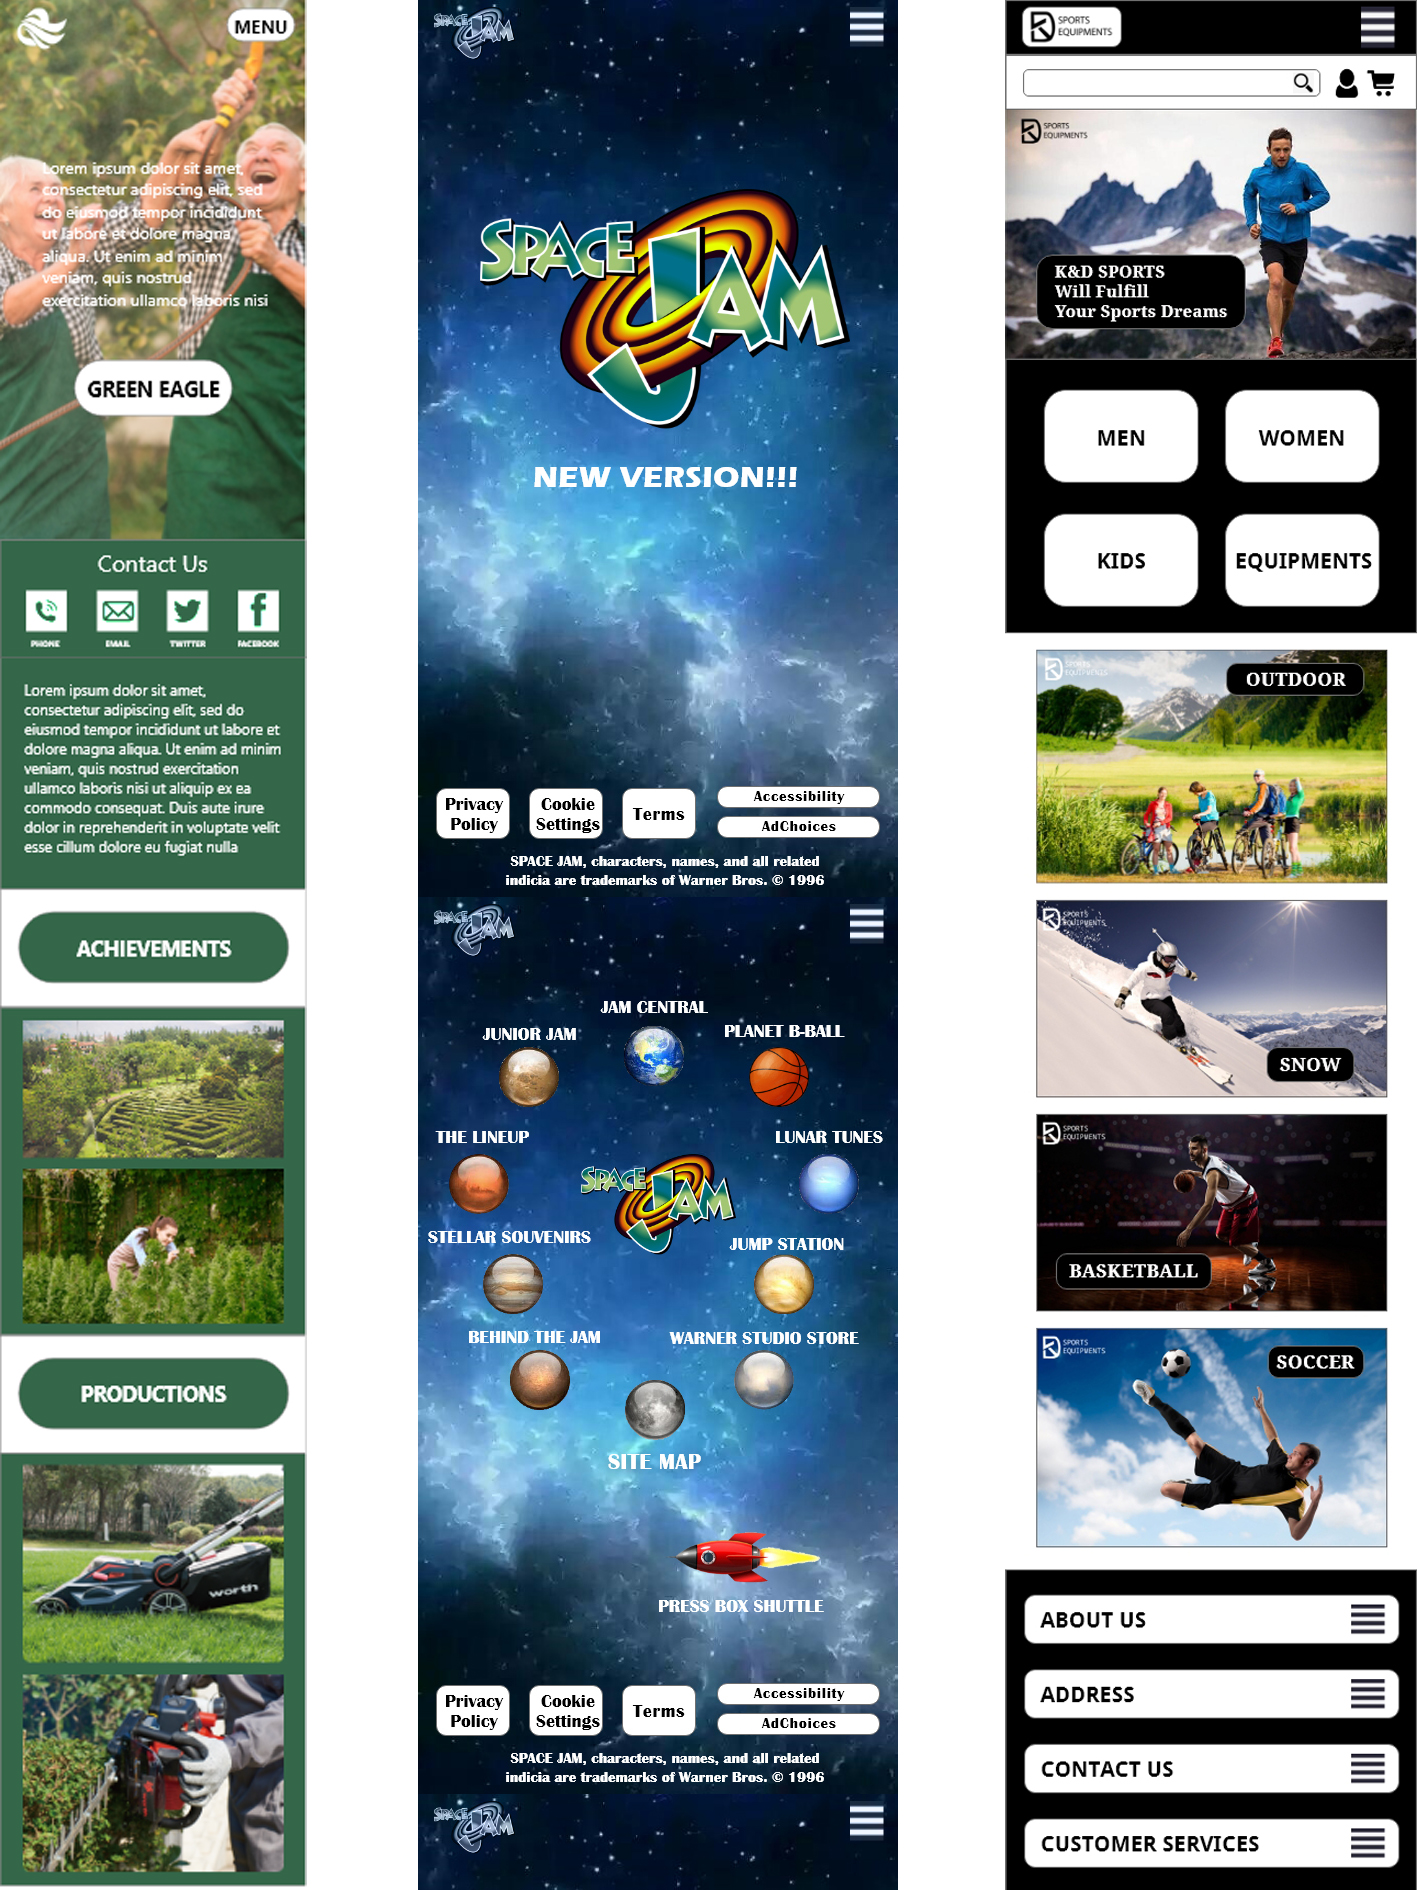 MENU
Lorem ipsum dolor sit amet,
consectetur adipiscing elit, sed
do eiusmod tempor incididunt
ut labore et dolore magna
aliqua. Ut enim ad minim
veniam, quis nostrud
exercitation ullamco laboris nisi
GREEN EAGLE
Contact Us
PHONE
EMAIL
TWITTER
FACEBOOK
Lorem ipsum dolor sit amet,
consectetur adipiscing elit, sed do
eiusmod tempor incididunt ut labore et
dolore magna aliqua. Ut enim ad minim
veniam, quis nostrud exercitation
ullamco laboris nisi ut aliquip ex ea
commodo consequat. Duis aute irure
dolor in reprehenderit in voluptate velit
esse cillum dolore eu fugiat nulla
ACHIEVEMENTS
PRODUCTIONS
worth
SPACE JAM
SPACE JAM
NEW VERSION!!!
Privacy
Policy
Cookie
Settings
Terms
Accessibility
AdChoices
SPACE JAM, characters, names, and all related
indicia are trademarks of Warner Bros. © 1996
SPACE JAM
JAM CENTRAL
JUNIOR JAM
PLANET B-BALL
THE LINEUP
LUNAR TUNES
SPACE JAM
STELLAR SOUVENIRS
JUMP STATION
BEHIND THE JAM
WARNER STUDIO STORE
SITE MAP
PRESS BOX SHUTTLE
Privacy
Policy
Cookie
Settings
Terms
Accessibility
AdChoices
SPACE JAM, characters, names, and all related
indicia are trademarks of Warner Bros. © 1996
SPACE JAM
SPORTS
EQUIPMENTS
SPORTS
EQUIPMENTS
K&D SPORTS
Will Fulfill
Your Sports Dreams
MEN
WOMEN
KIDS
EQUIPMENTS
SPORTS
EQUIPMENTS
OUTDOOR
SPORTS
EQUIPMENTS
SNOW
SPORTS
EQUIPMENTS
BASKETBALL
SPORTS
EQUIPMENTS
SOCCER
ABOUT US
ADDRESS
CONTACT US
CUSTOMER SERVICES